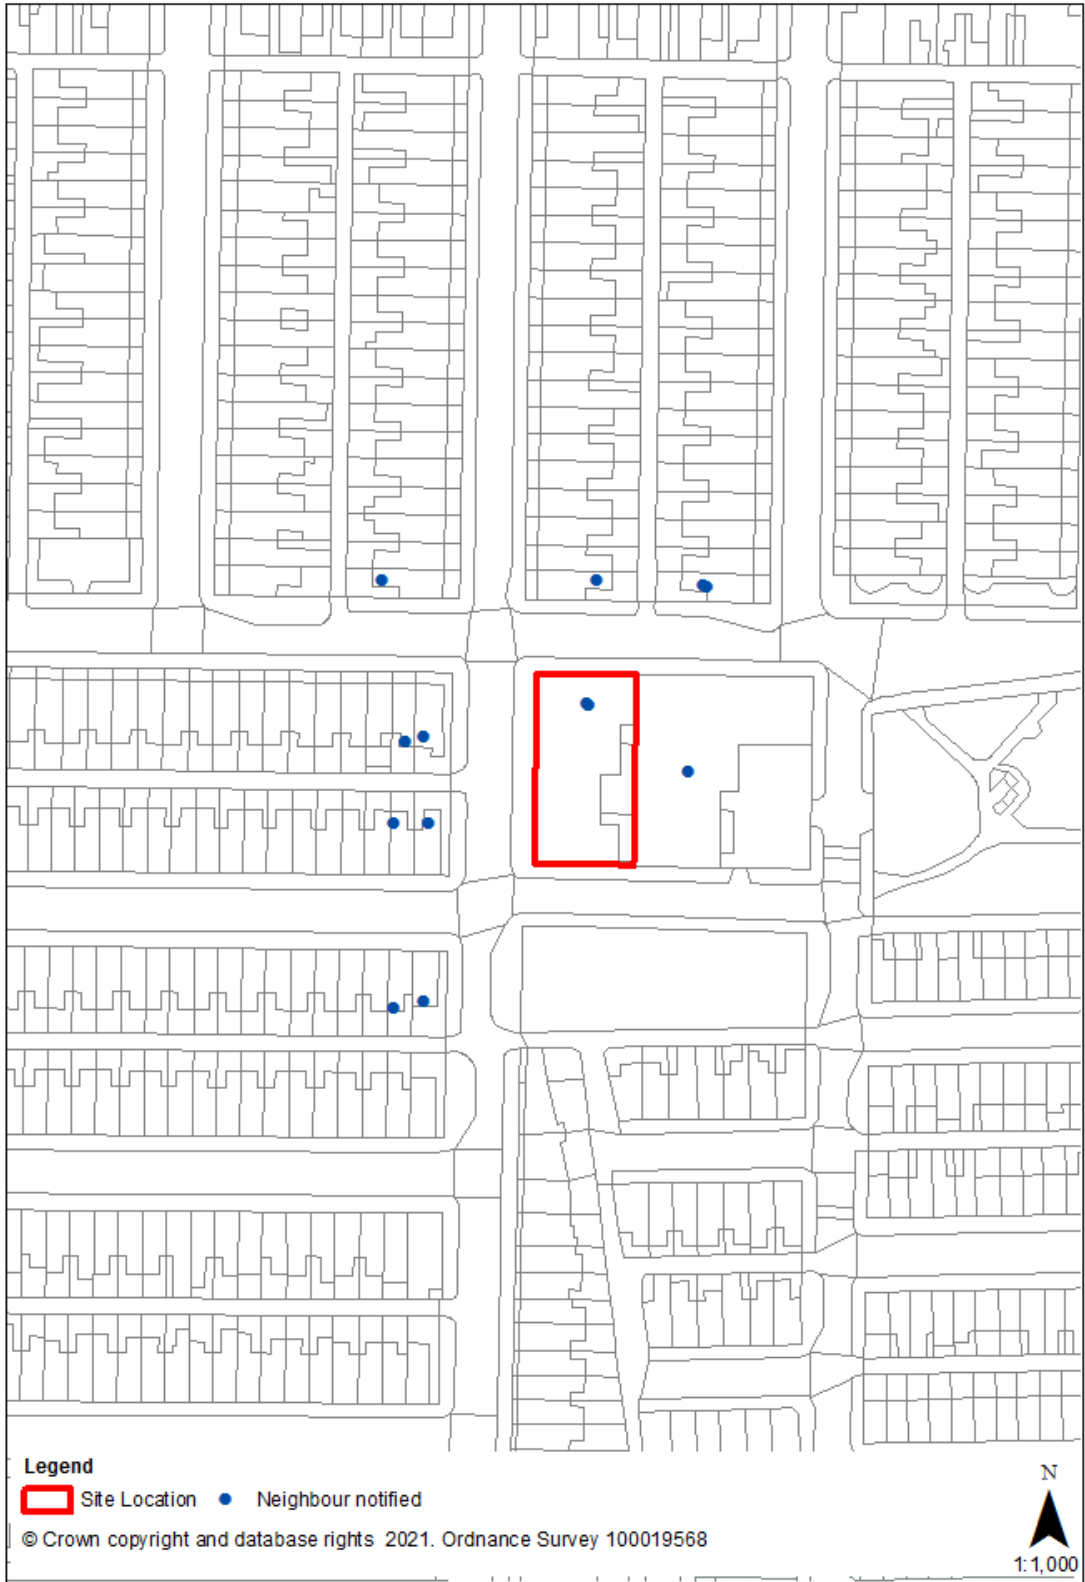 Legend
Site Location Neighbour notified
© Crown copyright and database rights 2021. Ordnance Survey 100019568
N
1:1,000